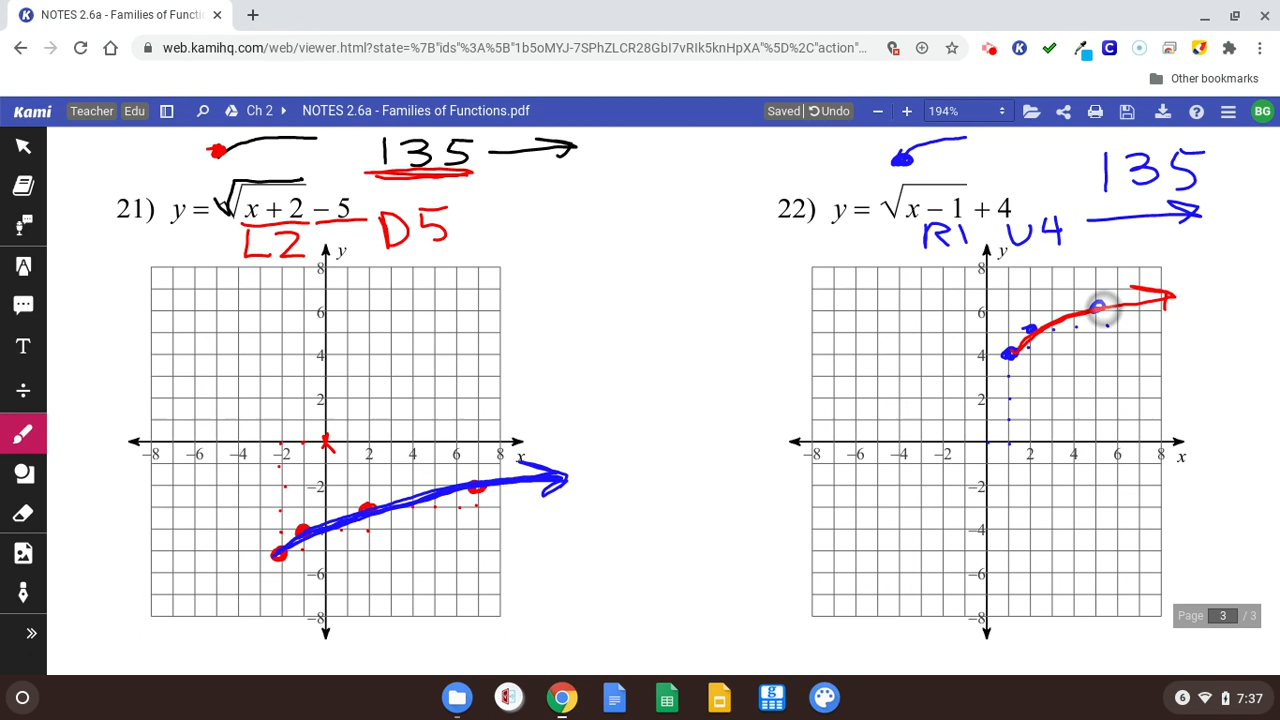 NOTES 2.6a - Families of Functi
web.kamihq.com/web/viewer.html?state=%7B"ids"%3A%5B"1b5oMYJ-7SPhZLCR28GbI7vRIk5knHpXA"%5D%2C"action"...
Other bookmarks
Kami Teacher Edu Ch 2 NOTES 2.6a - Families of Functions.pdf Saved Undo 194% BG
135
135
21) y = √x + 2 − 5
22) y = √x − 1 + 4
L2 D5
R1 U4
y
8
6
4
2
−8 −6 −4 −2 2 4 6 8 x
−2
−4
−6
−8
y
8
6
4
2
−8 −6 −4 −2 2 4 6 8 x
−2
−4
−6
−8
Page 3 / 3
6 7:37